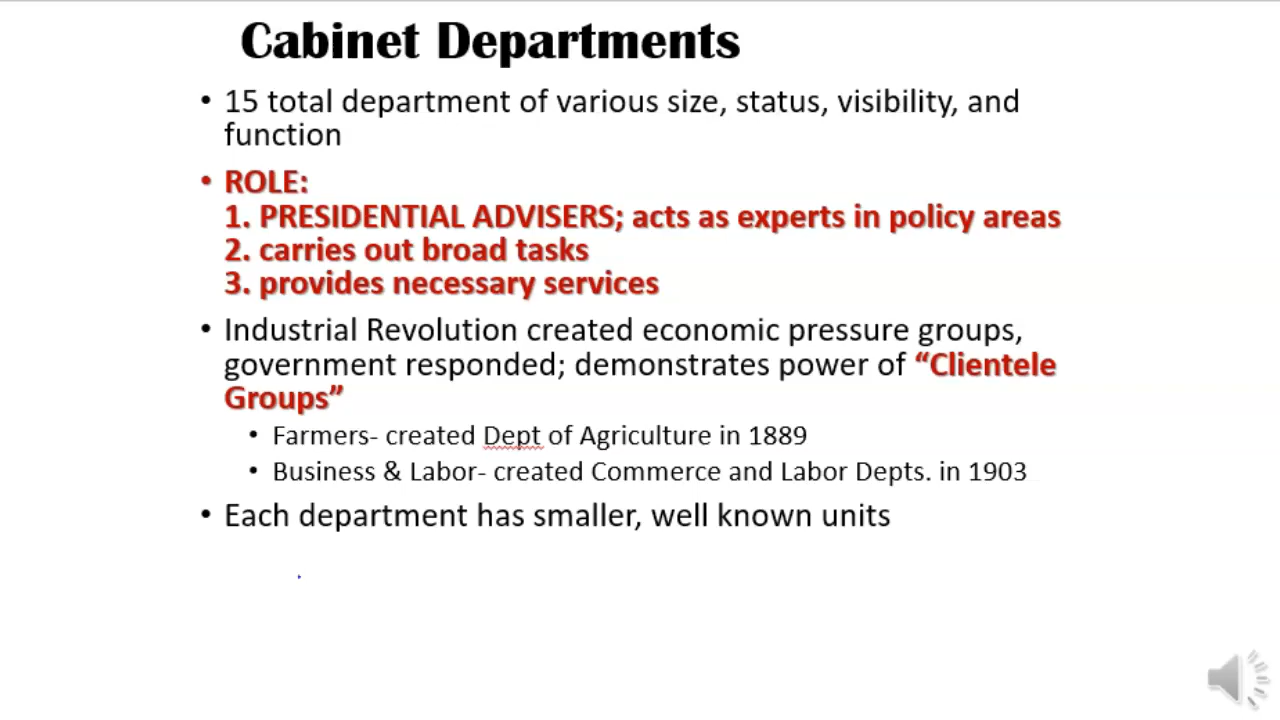 Cabinet Departments
• 15 total department of various size, status, visibility, and
function
• ROLE:
1. PRESIDENTIAL ADVISERS; acts as experts in policy areas
2. carries out broad tasks
3. provides necessary services
• Industrial Revolution created economic pressure groups,
government responded; demonstrates power of “Clientele
Groups”
• Farmers- created Dept of Agriculture in 1889
• Business & Labor- created Commerce and Labor Depts. in 1903
• Each department has smaller, well known units